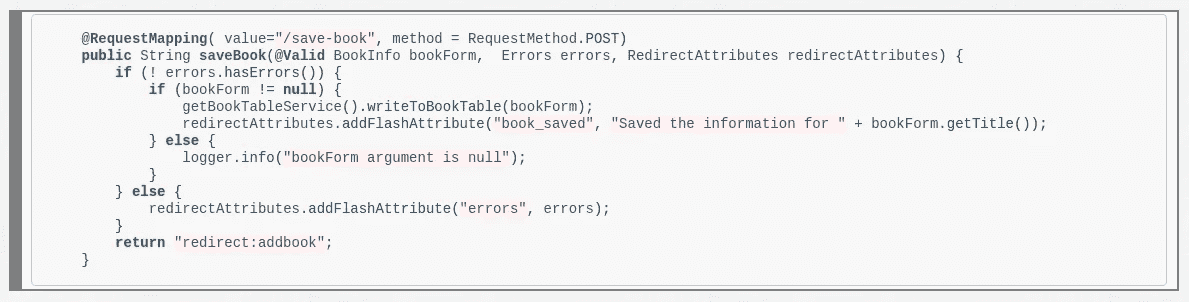 @RequestMapping( value="/save-book", method = RequestMethod.POST)
public String saveBook(@Valid BookInfo bookForm,  Errors errors, RedirectAttributes redirectAttributes) {
    if (! errors.hasErrors()) {
        if (bookForm != null) {
            getBookTableService().writeToBookTable(bookForm);
            redirectAttributes.addFlashAttribute("book_saved", "Saved the information for " + bookForm.getTitle());
        } else {
            logger.info("bookForm argument is null");
        }
    } else {
        redirectAttributes.addFlashAttribute("errors", errors);
    }
    return "redirect:addbook";
}